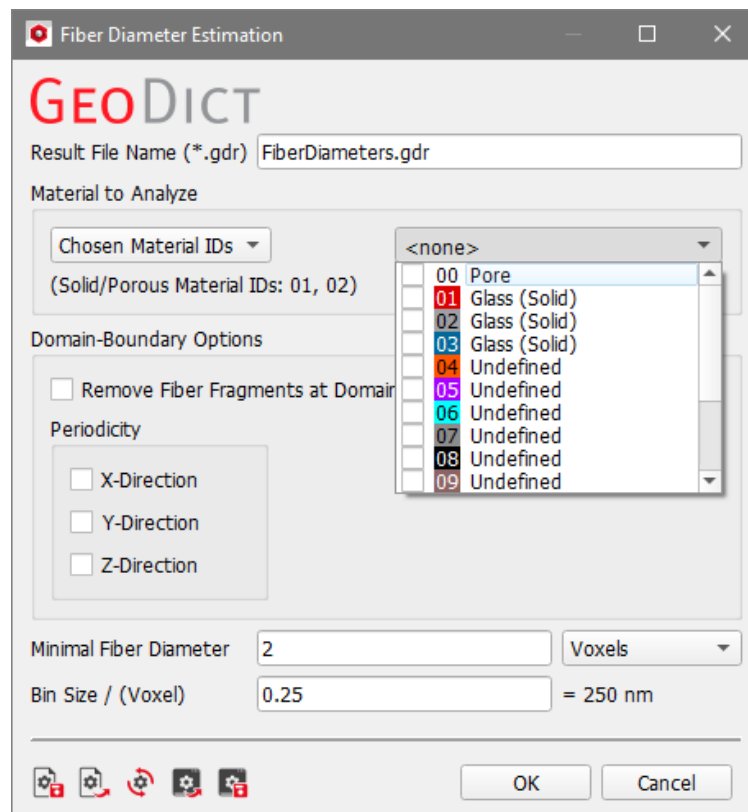 Fiber Diameter Estimation
GEODICT
Result File Name (*.gdr) FiberDiameters.gdr
Material to Analyze
Chosen Material IDs
<none>
(Solid/Porous Material IDs: 01, 02)
00 Pore
01 Glass (Solid)
02 Glass (Solid)
03 Glass (Solid)
04 Undefined
05 Undefined
06 Undefined
07 Undefined
08 Undefined
09 Undefined
Domain-Boundary Options
Remove Fiber Fragments at Domain
Periodicity
X-Direction
Y-Direction
Z-Direction
Minimal Fiber Diameter 2 Voxels
Bin Size / (Voxel) 0.25 = 250 nm
OK Cancel